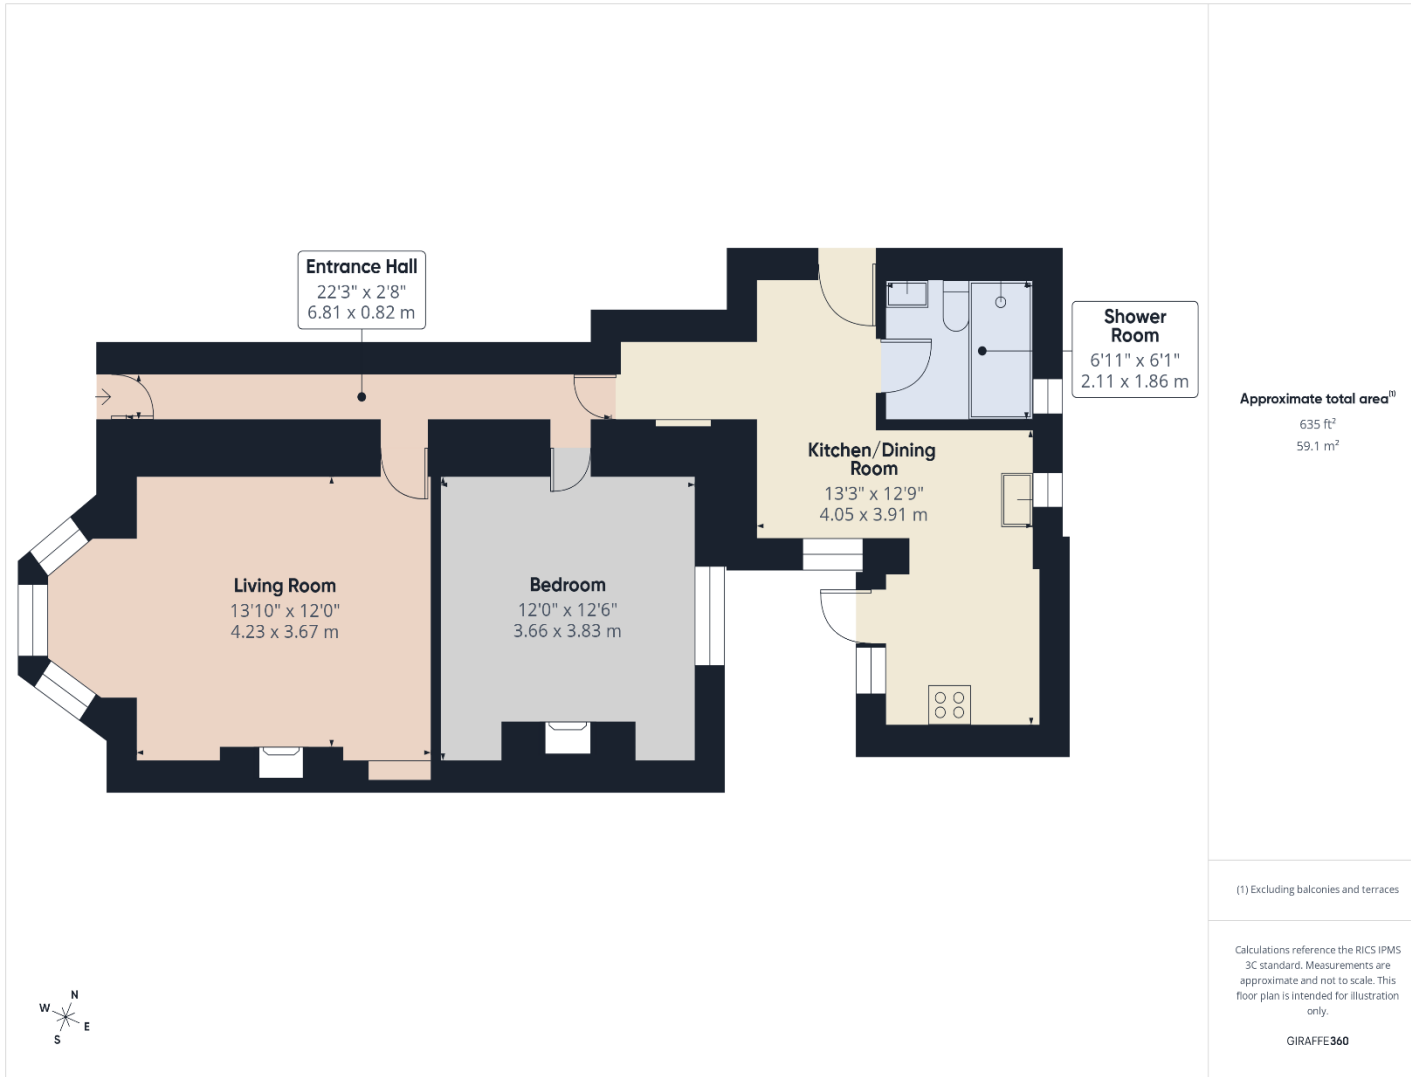 Entrance Hall
22'3" x 2'8"
6.81 x 0.82 m
Shower
Room
6'11" x 6'1"
2.11 x 1.86 m
Kitchen/Dining
Room
13'3" x 12'9"
4.05 x 3.91 m
Living Room
13'10" x 12'0"
4.23 x 3.67 m
Bedroom
12'0" x 12'6"
3.66 x 3.83 m
N
W
E
S
Approximate total area(1)
635 ft²
59.1 m²
(1) Excluding balconies and terraces
Calculations reference the RICS IPMS
3C standard. Measurements are
approximate and not to scale. This
floor plan is intended for illustration
only.
GIRAFFE360